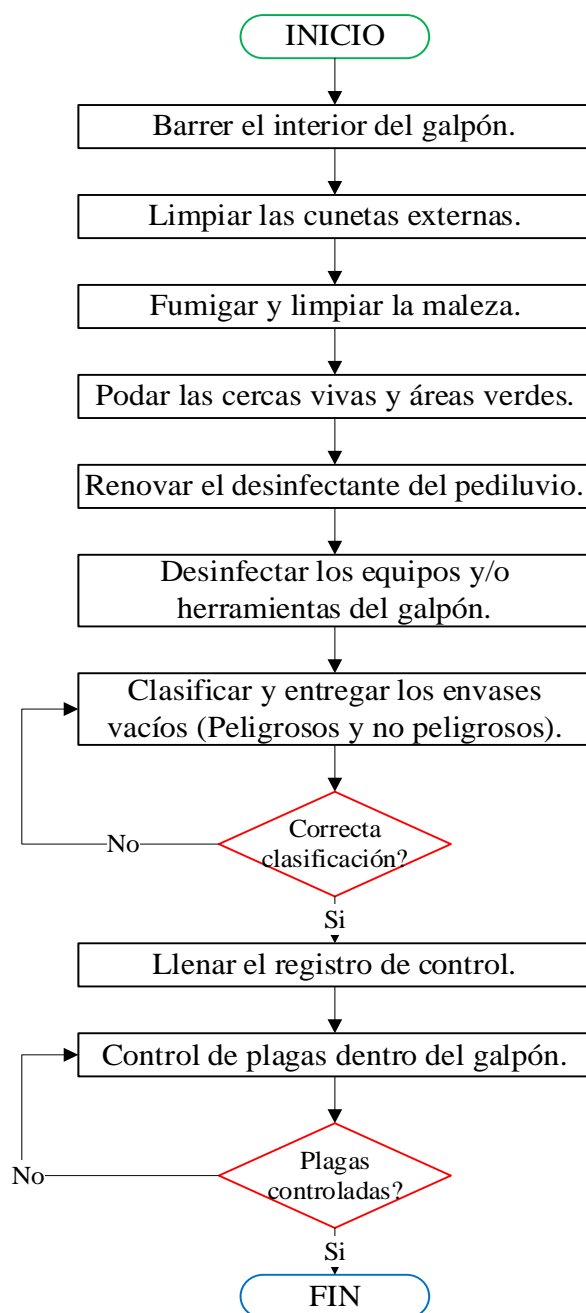 INICIO
Barrer el interior del galpón.
Limpiar las cunetas externas.
Fumigar y limpiar la maleza.
Podar las cercas vivas y áreas verdes.
Renovar el desinfectante del pediluvio.
Desinfectar los equipos y/o
herramientas del galpón.
Clasificar y entregar los envases
vacíos (Peligrosos y no peligrosos).
Correcta
clasificación?
No
Si
Llenar el registro de control.
Control de plagas dentro del galpón.
Plagas
controladas?
No
Si
FIN